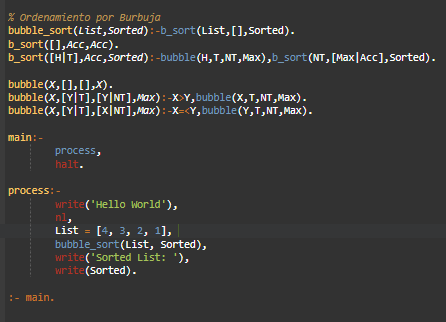 % Ordenamiento por Burbuja
bubble_sort(List,Sorted):-b_sort(List,[],Sorted).
b_sort([],Acc,Acc).
b_sort([H|T],Acc,Sorted):-bubble(H,T,NT,Max),b_sort(NT,[Max|Acc],Sorted).
bubble(X,[],[],X).
bubble(X,[Y|T],[Y|NT],Max):-X>Y,bubble(X,T,NT,Max).
bubble(X,[Y|T],[X|NT],Max):-X=<Y,bubble(Y,T,NT,Max).
main:-
process,
halt.
process:-
write('Hello World'),
nl,
List = [4, 3, 2, 1],
bubble_sort(List, Sorted),
write('Sorted List: '),
write(Sorted).
:- main.